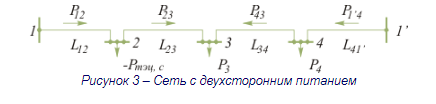 P12 P23 P43 P1'4
1 2 3 4 1'
L12 L23 L34 L41'
-Pтэц, с P3 P4
Рисунок 3 – Сеть с двухсторонним питанием